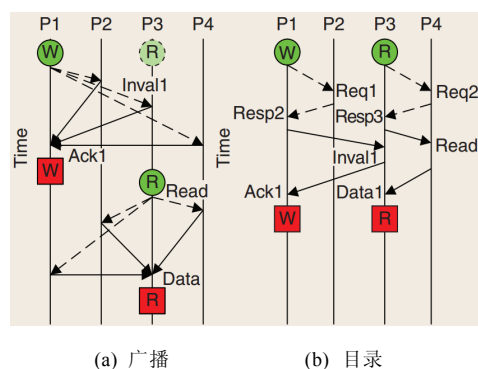 P1 P2 P3 P4
W R
Inval1
Time
Ack1
W
R Read
Data
R
P1 P2 P3 P4
W R
Req1 Req2
Resp2 Resp3
Time
Read
Inval1
Ack1 Data1
W R
(a) 广播
(b) 目录